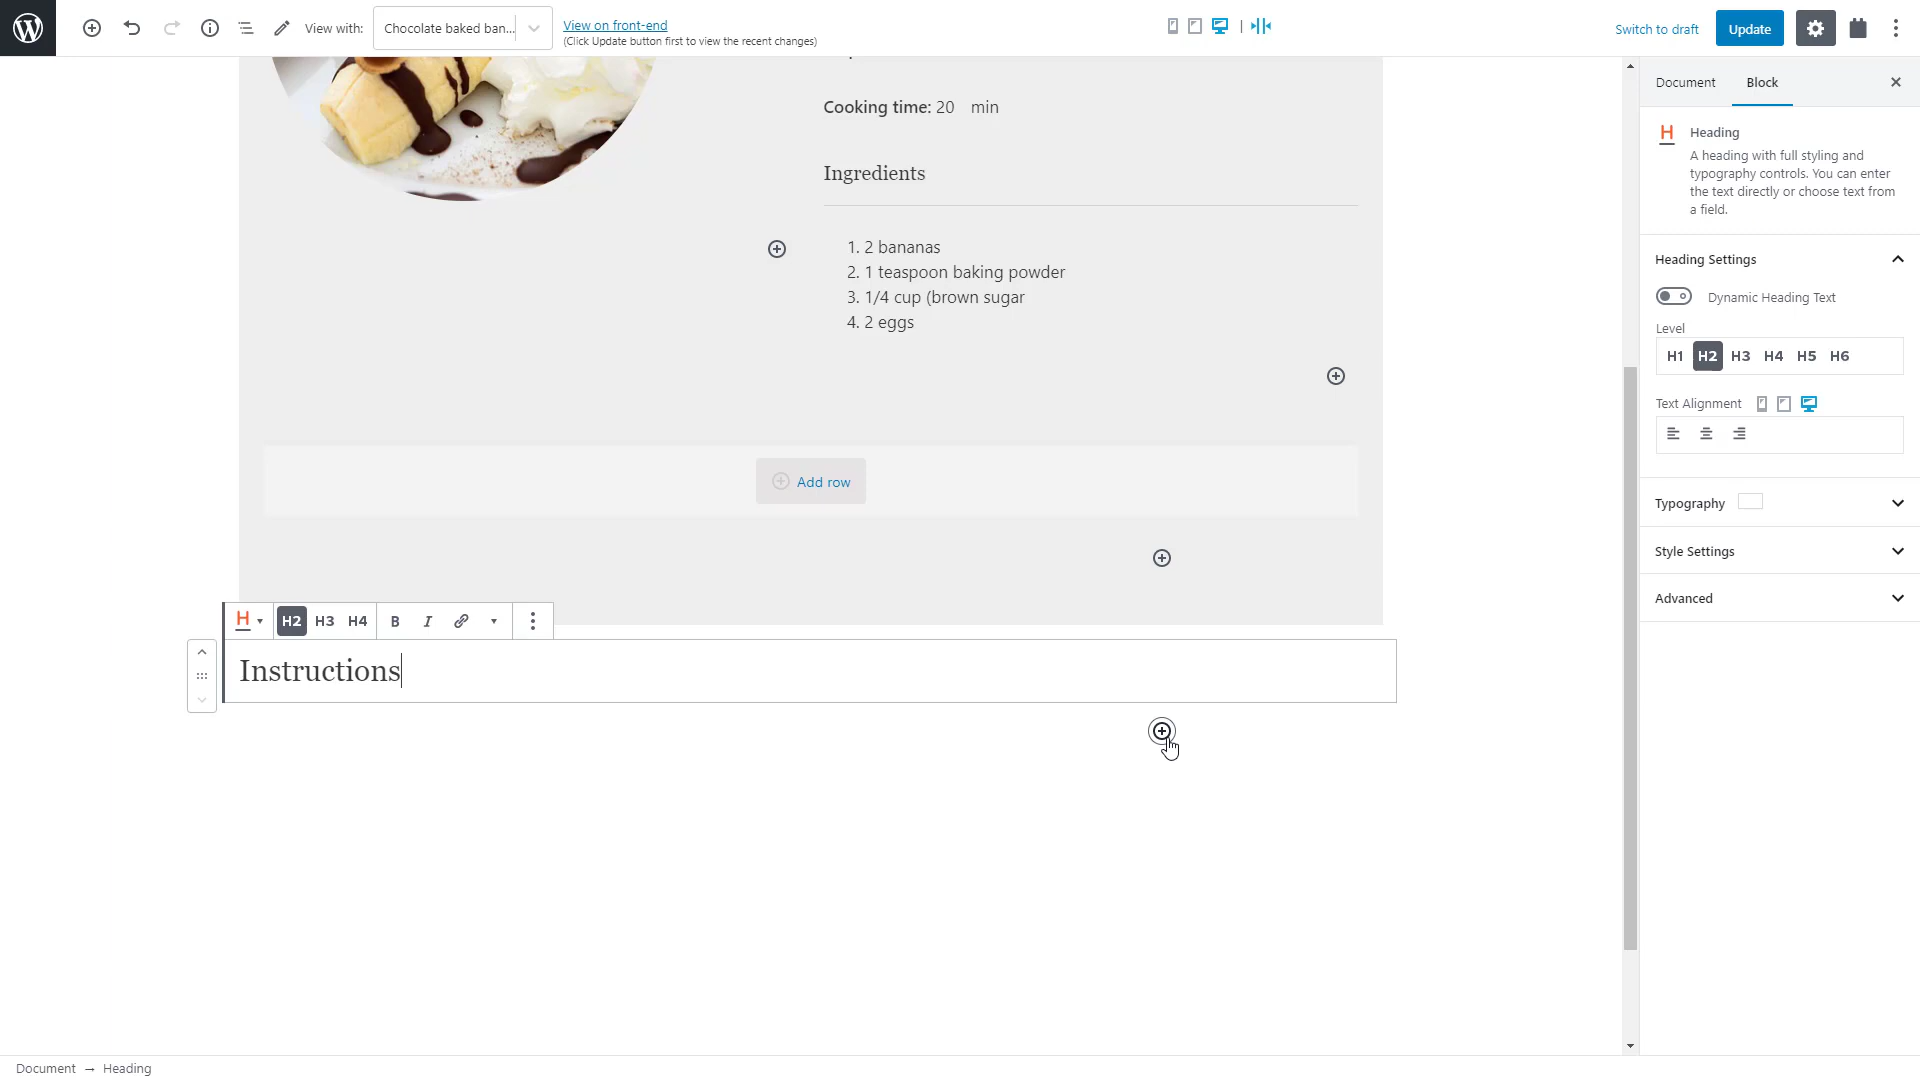 View with:
Chocolate baked ban...
View on front-end
(Click Update button first to view the recent changes)
Switch to draft
Update
Document
Block
Cooking time: 20 min
Ingredients
1. 2 bananas
2. 1 teaspoon baking powder
3. 1/4 cup (brown sugar
4. 2 eggs
Add row
H
H2
H3
H4
B
I
Instructions
H
Heading
A heading with full styling and
typography controls. You can enter
the text directly or choose text from
a field.
Heading Settings
Dynamic Heading Text
Level
H1 H2 H3 H4 H5 H6
Text Alignment
Typography
Style Settings
Advanced
Document → Heading